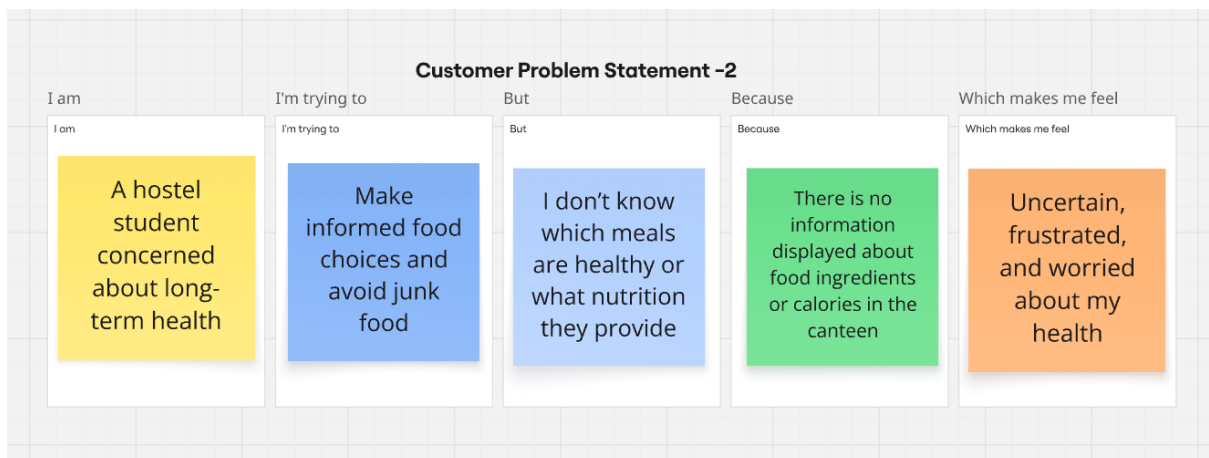 Customer Problem Statement -2
I am
I'm trying to
But
Because
Which makes me feel
I am
I'm trying to
But
Because
Which makes me feel
A hostel
student
concerned
about long-
term health
Make
informed food
choices and
avoid junk
food
I don’t know
which meals
are healthy or
what nutrition
they provide
There is no
information
displayed about
food ingredients
or calories in the
canteen
Uncertain,
frustrated,
and worried
about my
health